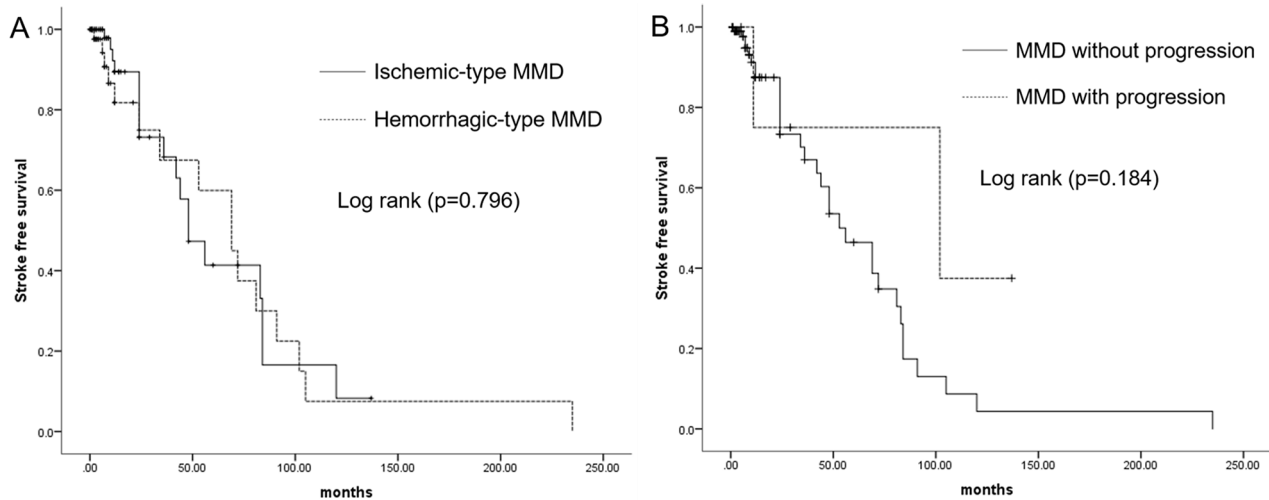 A
Ischemic-type MMD
Hemorrhagic-type MMD
Log rank (p=0.796)
Stroke free survival
1.0
0.8
0.6
0.4
0.2
0.0
.00 50.00 100.00 150.00 200.00 250.00
months
B
MMD without progression
MMD with progression
Log rank (p=0.184)
Stroke free survival
1.0
0.8
0.6
0.4
0.2
0.0
.00 50.00 100.00 150.00 200.00 250.00
months